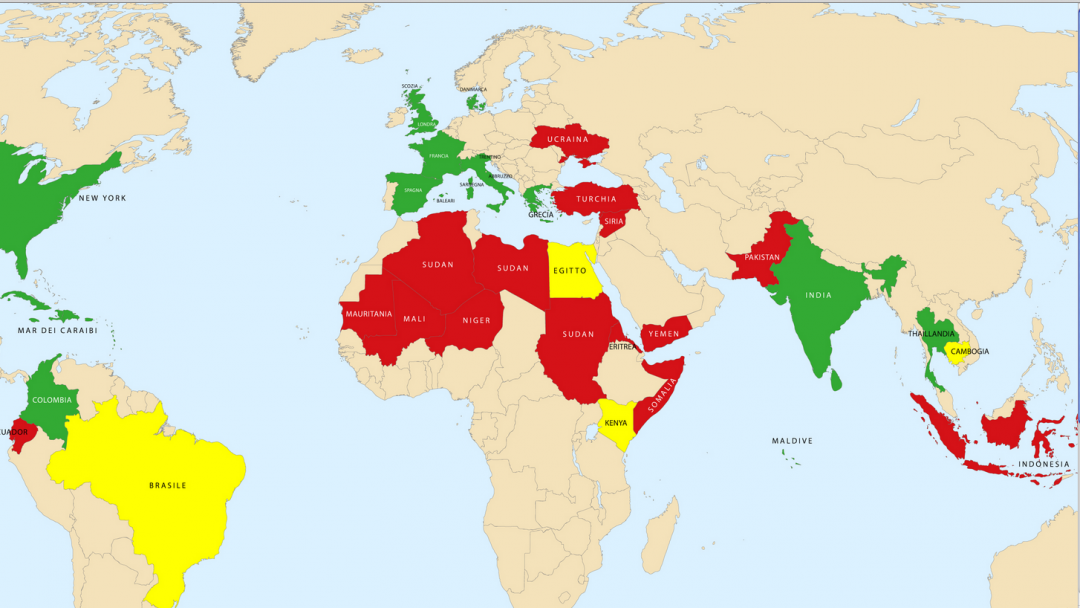 SCOZIA
DANIMARCA
LONDRA
UCRAINA
FRANCIA
TRENTINO
ABRUZZO
SARDEGNA
SPAGNA
BALEARI
NEW YORK
TURCHIA
GRECIA
SIRIA
PAKISTAN
SUDAN
SUDAN
EGITTO
INDIA
MAURITANIA
MALI
NIGER
SUDAN
YEMEN
ERITREA
MAR DEI CARAIBI
THAILLANDIA
CAMBOGIA
COLOMBIA
SOMALIA
KENYA
UADOR
MALDIVE
INDONESIA
BRASILE